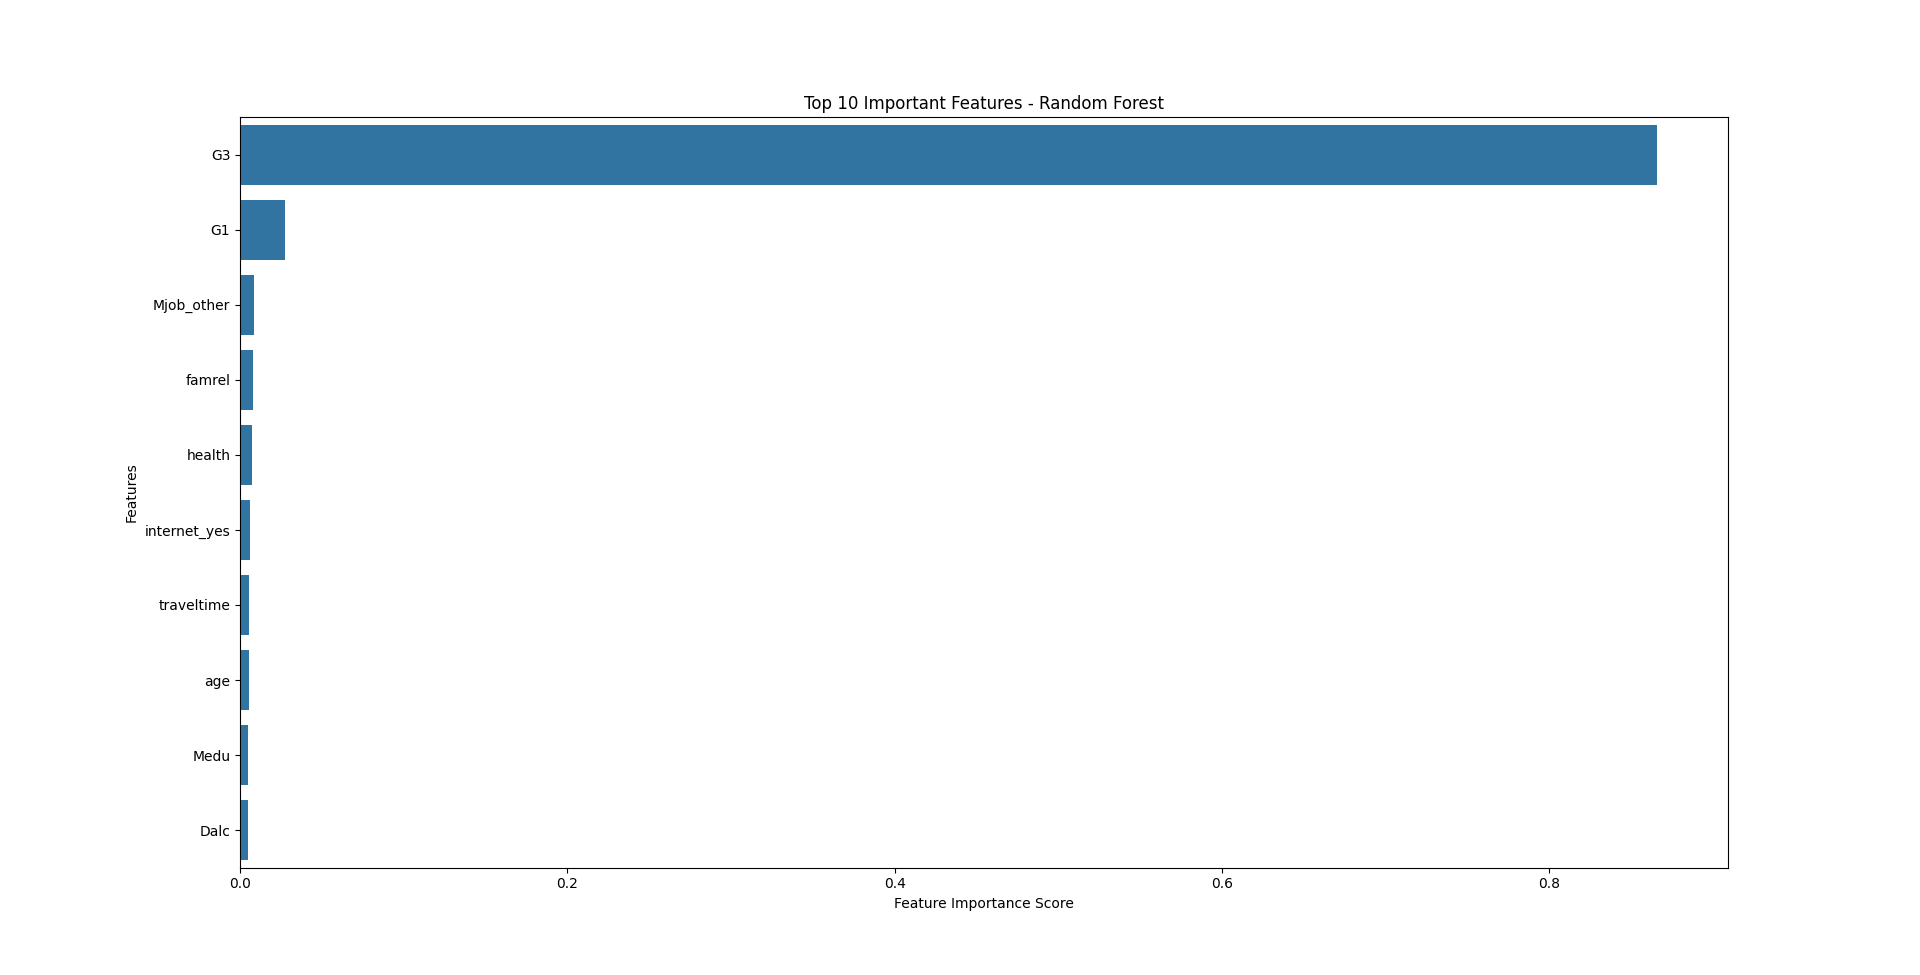 Top 10 Important Features - Random Forest
G3
G1
Mjob_other
famrel
health
internet_yes
traveltime
age
Medu
Dalc
Features
0.0 0.2 0.4 0.6 0.8
Feature Importance Score